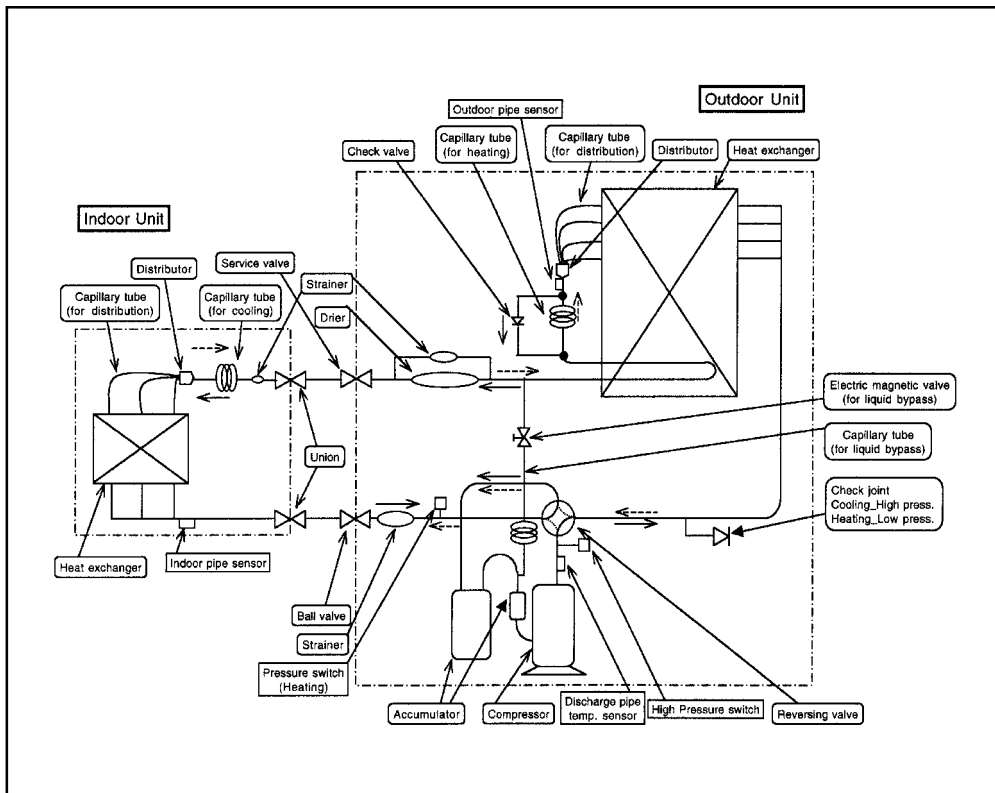 Outdoor Unit
Outdoor pipe sensor
Capillary tube
(for heating)
Capillary tube
(for distribution)
Check valve
Distributor
Heat exchanger
Indoor Unit
Distributor
Service valve
Capillary tube
(for distribution)
Capillary tube
(for cooling)
Strainer
Drier
Electric magnetic valve
(for liquid bypass)
Capillary tube
(for liquid bypass)
Union
Check joint
Cooling_High press.
Heating_Low press.
Heat exchanger
Indoor pipe sensor
Ball valve
Strainer
Pressure switch
(Heating)
Accumulator
Compressor
Discharge pipe
temp. sensor
High Pressure switch
Reversing valve